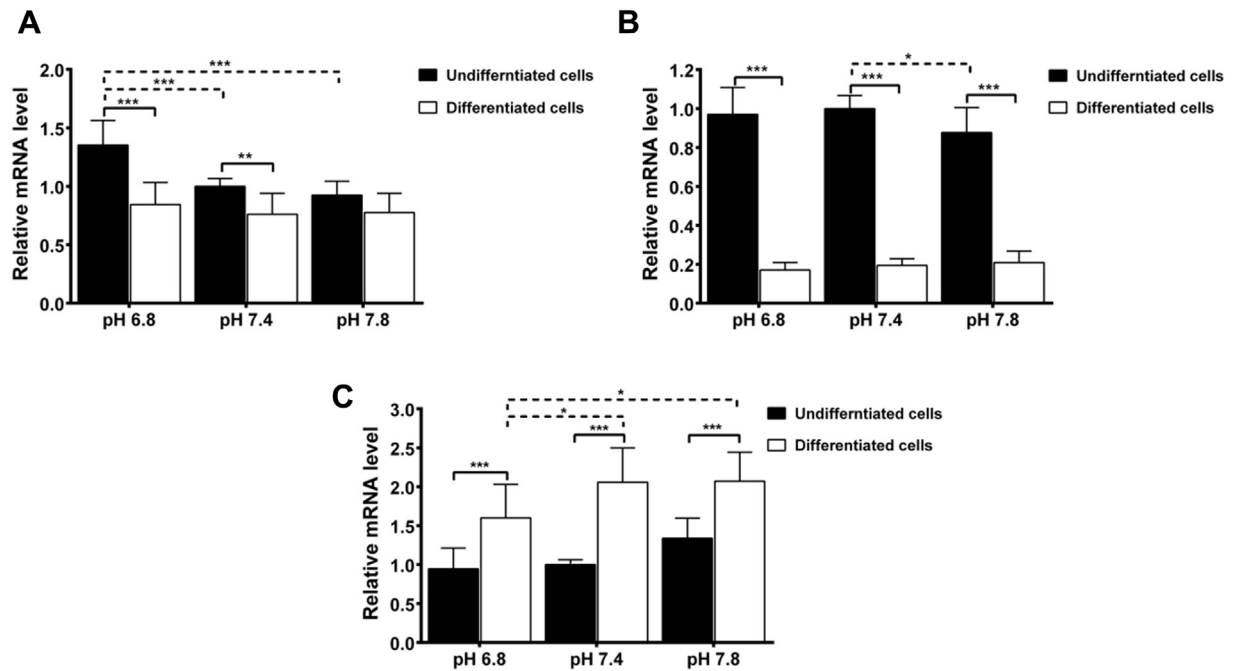 A
***
***
***
**
2.0
1.5
1.0
0.5
0.0
Relative mRNA level
pH 6.8
pH 7.4
pH 7.8
Undifferntiated cells
Differentiated cells
B
*
***
***
***
1.2
1.0
0.8
0.6
0.4
0.2
0.0
Relative mRNA level
pH 6.8
pH 7.4
pH 7.8
Undifferntiated cells
Differentiated cells
C
*
*
***
***
***
3.0
2.5
2.0
1.5
1.0
0.5
0.0
Relative mRNA level
pH 6.8
pH 7.4
pH 7.8
Undifferntiated cells
Differentiated cells